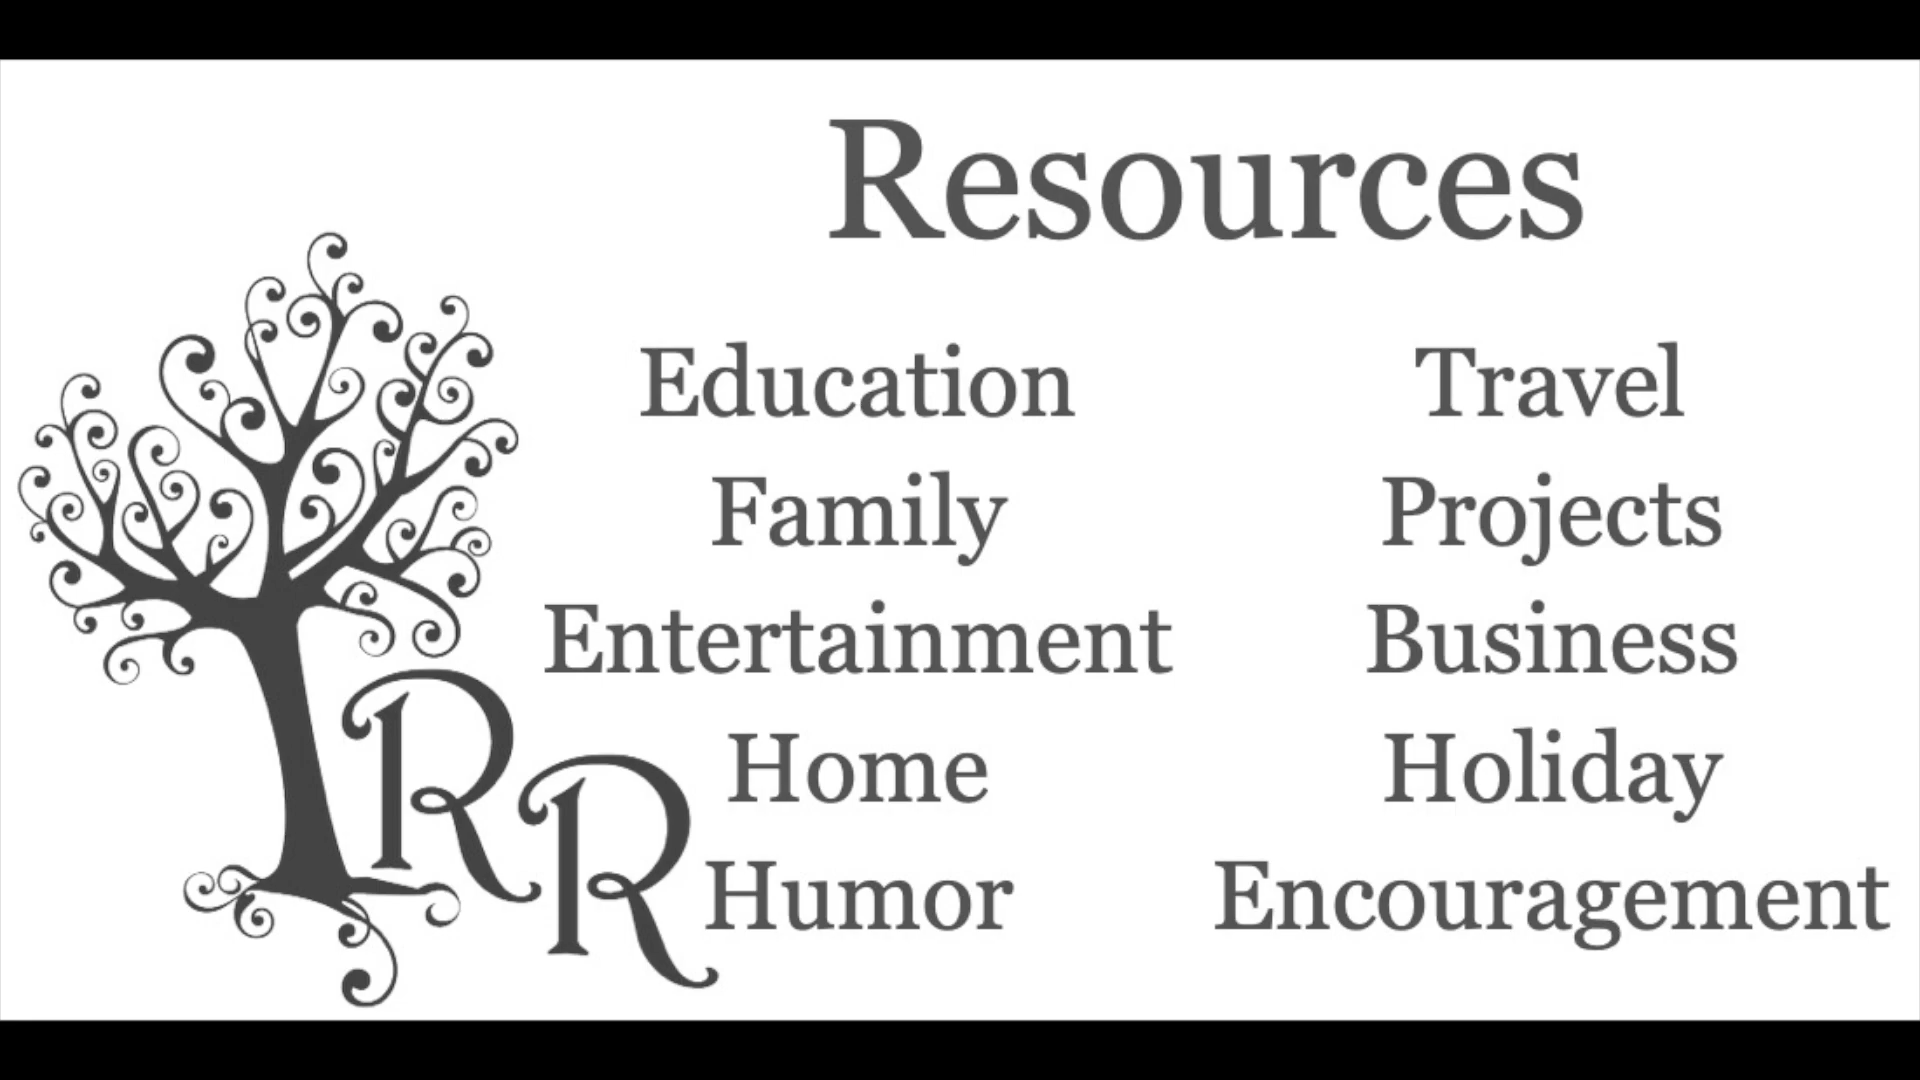 Resources
Education
Family
Entertainment
Home
Humor
Travel
Projects
Business
Holiday
Encouragement
RR